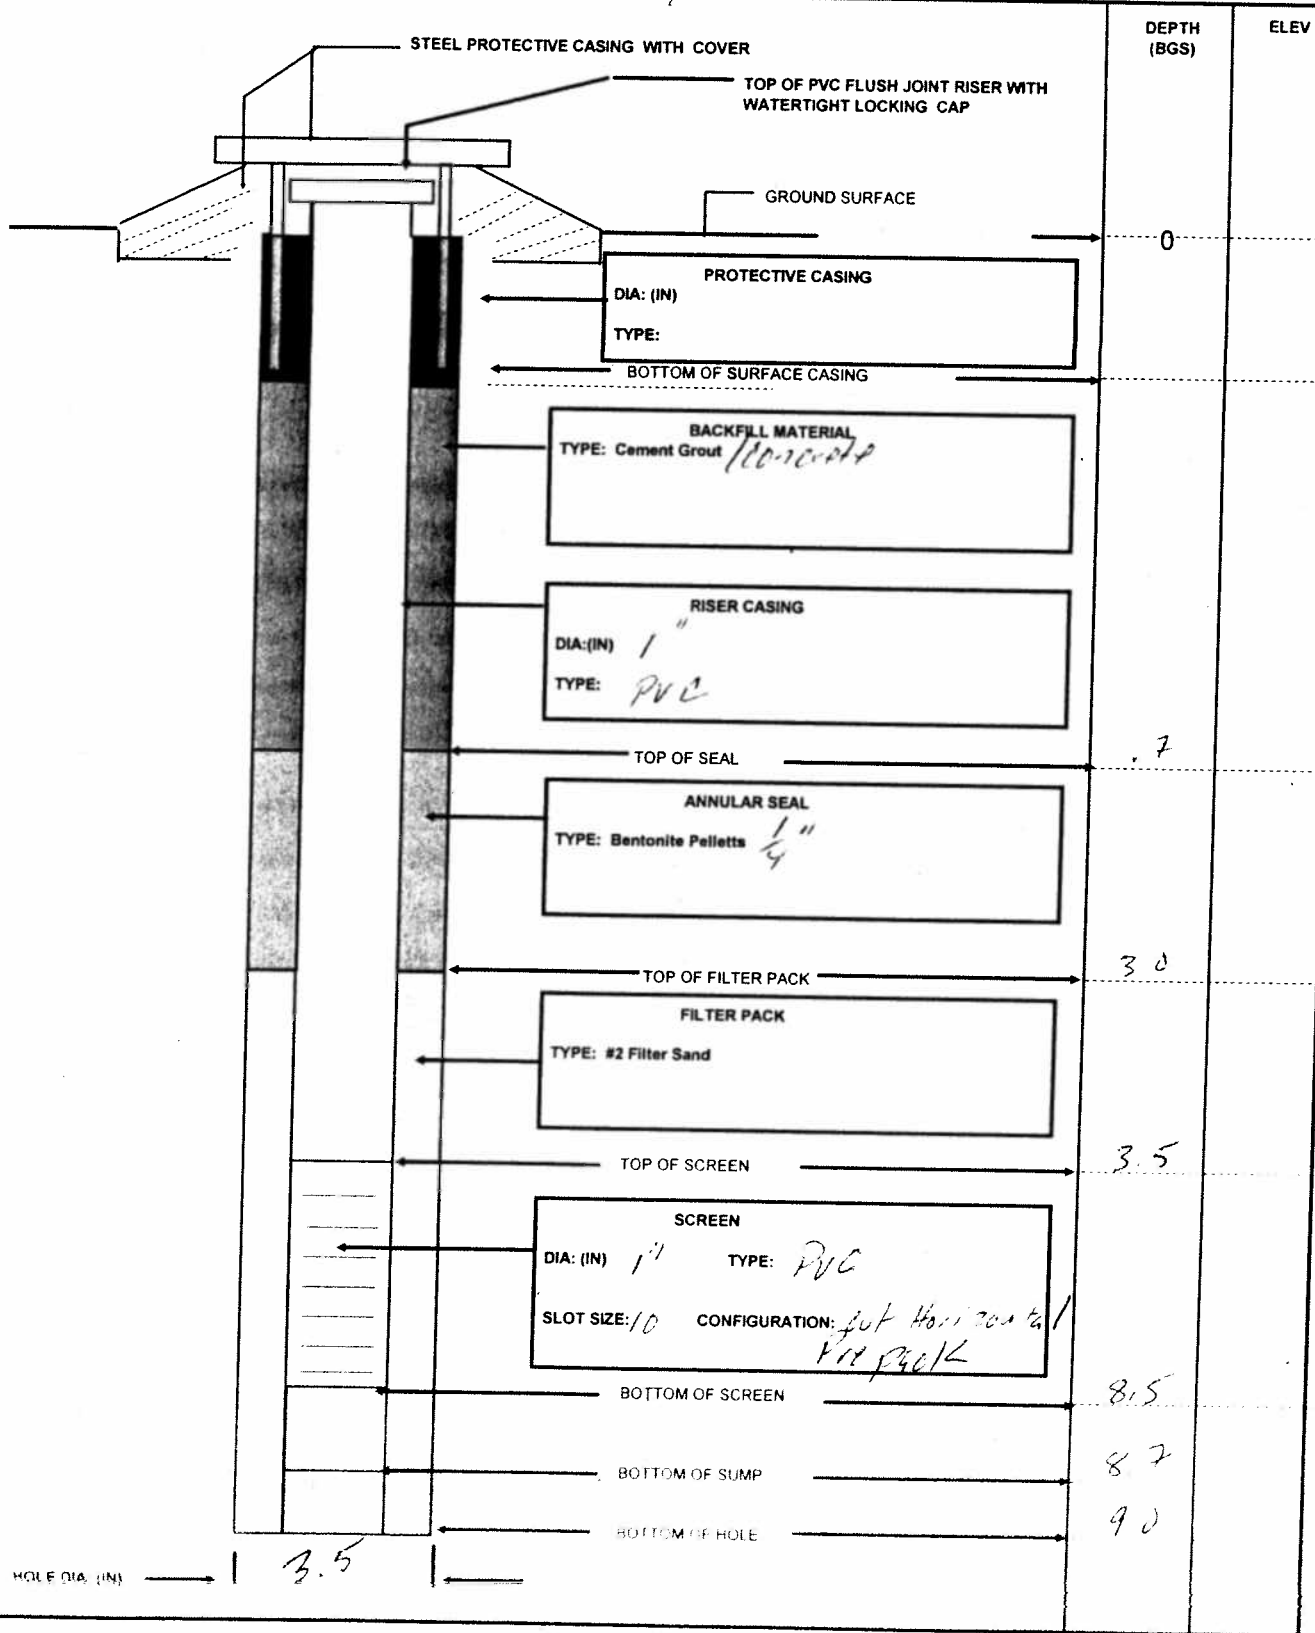 DEPTH
(BGS)
ELEV
STEEL PROTECTIVE CASING WITH COVER
TOP OF PVC FLUSH JOINT RISER WITH
WATERTIGHT LOCKING CAP
GROUND SURFACE
0
PROTECTIVE CASING
DIA: (IN)
TYPE:
BOTTOM OF SURFACE CASING
BACKFILL MATERIAL
TYPE: Cement Grout /Concrete
RISER CASING
DIA:(IN) 1"
TYPE: PVC
TOP OF SEAL .7
ANNULAR SEAL
TYPE: Bentonite Pelletts 1/4"
TOP OF FILTER PACK 3 0
FILTER PACK
TYPE: #2 Filter Sand
TOP OF SCREEN 3.5
SCREEN
DIA: (IN) 1" TYPE: PVC
SLOT SIZE: 10 CONFIGURATION: Cut Horizontal
Pre pack
BOTTOM OF SCREEN 8.5
BOTTOM OF SUMP 8 7
BOTTOM OF HOLE 9 0
HOLE DIA. (IN) 3.5